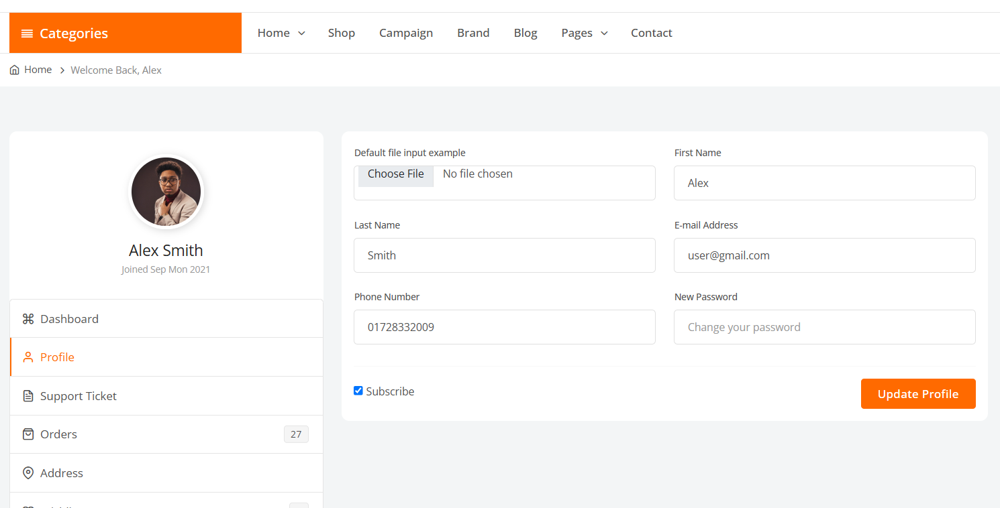 Categories
Home Shop Campaign Brand Blog Pages Contact
Home Welcome Back, Alex
Alex Smith
Joined Sep Mon 2021
Dashboard
Profile
Support Ticket
Orders 27
Address
Default file input example
Choose File No file chosen
First Name
Alex
Last Name
Smith
E-mail Address
user@gmail.com
Phone Number
01728332009
New Password
Change your password
Subscribe
Update Profile